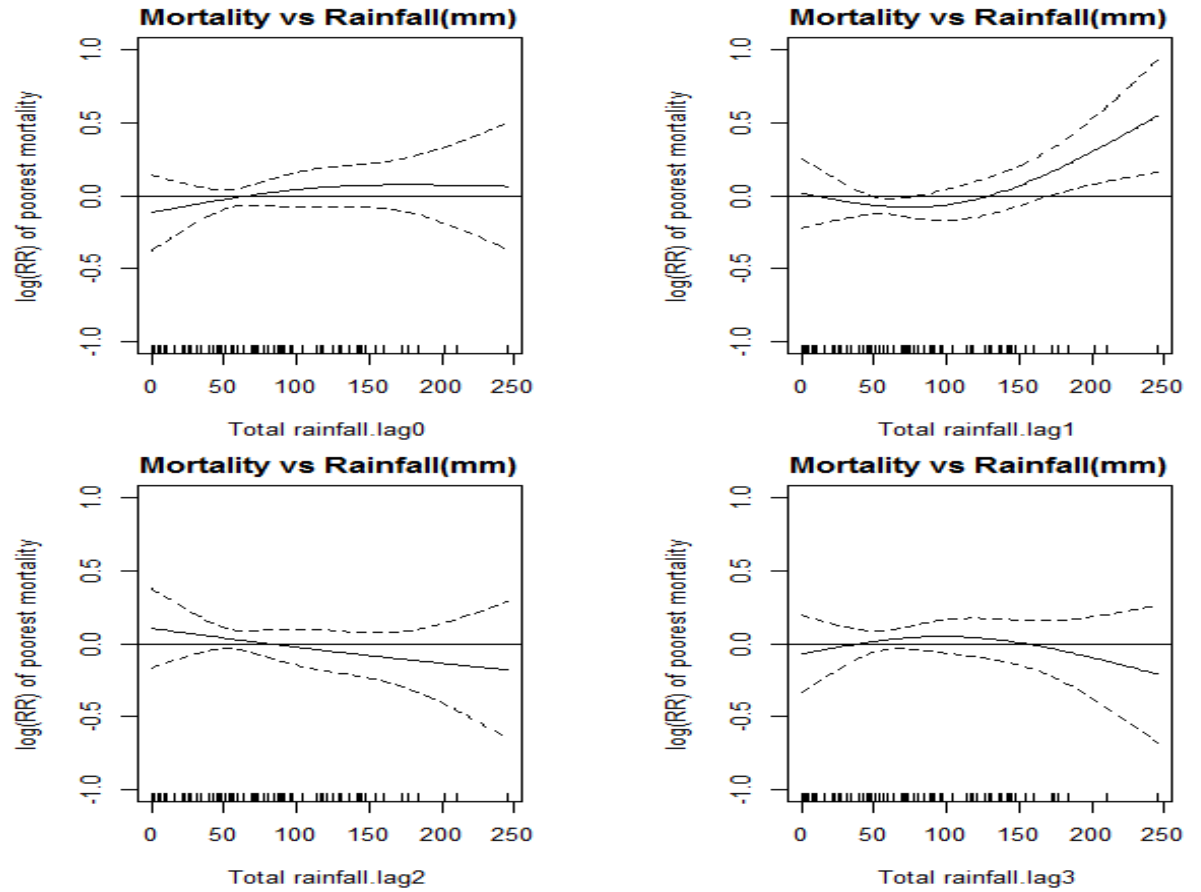 Mortality vs Rainfall(mm)
log(RR) of poorest mortality
1.0
0.5
0.0
-0.5
-1.0
0 50 100 150 200 250
Total rainfall.lag0
Mortality vs Rainfall(mm)
log(RR) of poorest mortality
1.0
0.5
0.0
-0.5
-1.0
0 50 100 150 200 250
Total rainfall.lag1
Mortality vs Rainfall(mm)
log(RR) of poorest mortality
1.0
0.5
0.0
-0.5
-1.0
0 50 100 150 200 250
Total rainfall.lag2
Mortality vs Rainfall(mm)
log(RR) of poorest mortality
1.0
0.5
0.0
-0.5
-1.0
0 50 100 150 200 250
Total rainfall.lag3